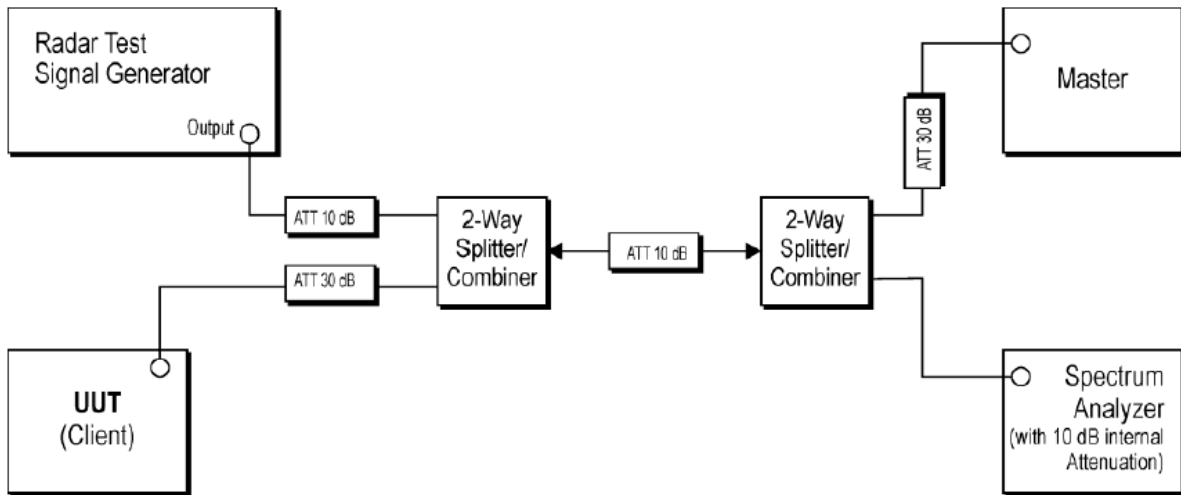 Radar Test
Signal Generator
Output
ATT 10 dB
ATT 30 dB
UUT
(Client)
2-Way
Splitter/
Combiner
ATT 10 dB
2-Way
Splitter/
Combiner
ATT 30 dB
Master
Spectrum
Analyzer
(with 10 dB internal
Attenuation)